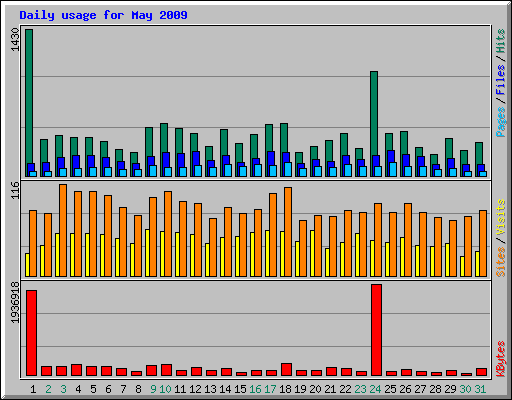 Daily usage for May 2009
1430
Pages / Files / Hits
116
Sites / Visits
1936918
KBytes
1 2 3 4 5 6 7 8 9 10 11 12 13 14 15 16 17 18 19 20 21 22 23 24 25 26 27 28 29 30 31